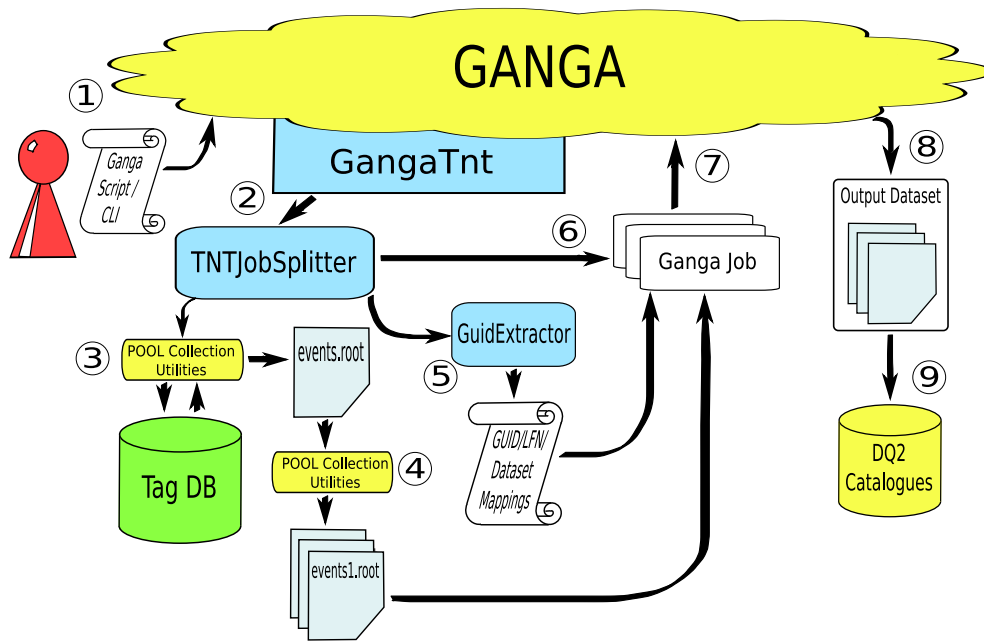 GANGA
①
Ganga
Script /
CLI
GangaTnt
②
TNTJobSplitter
⑥
⑦
Ganga Job
⑧
Output Dataset
③
POOL Collection
Utilities
events.root
GuidExtractor
⑤
Tag DB
POOL Collection
Utilities
④
GUID/LFN/
Dataset
Mappings
⑨
DQ2
Catalogues
events1.root